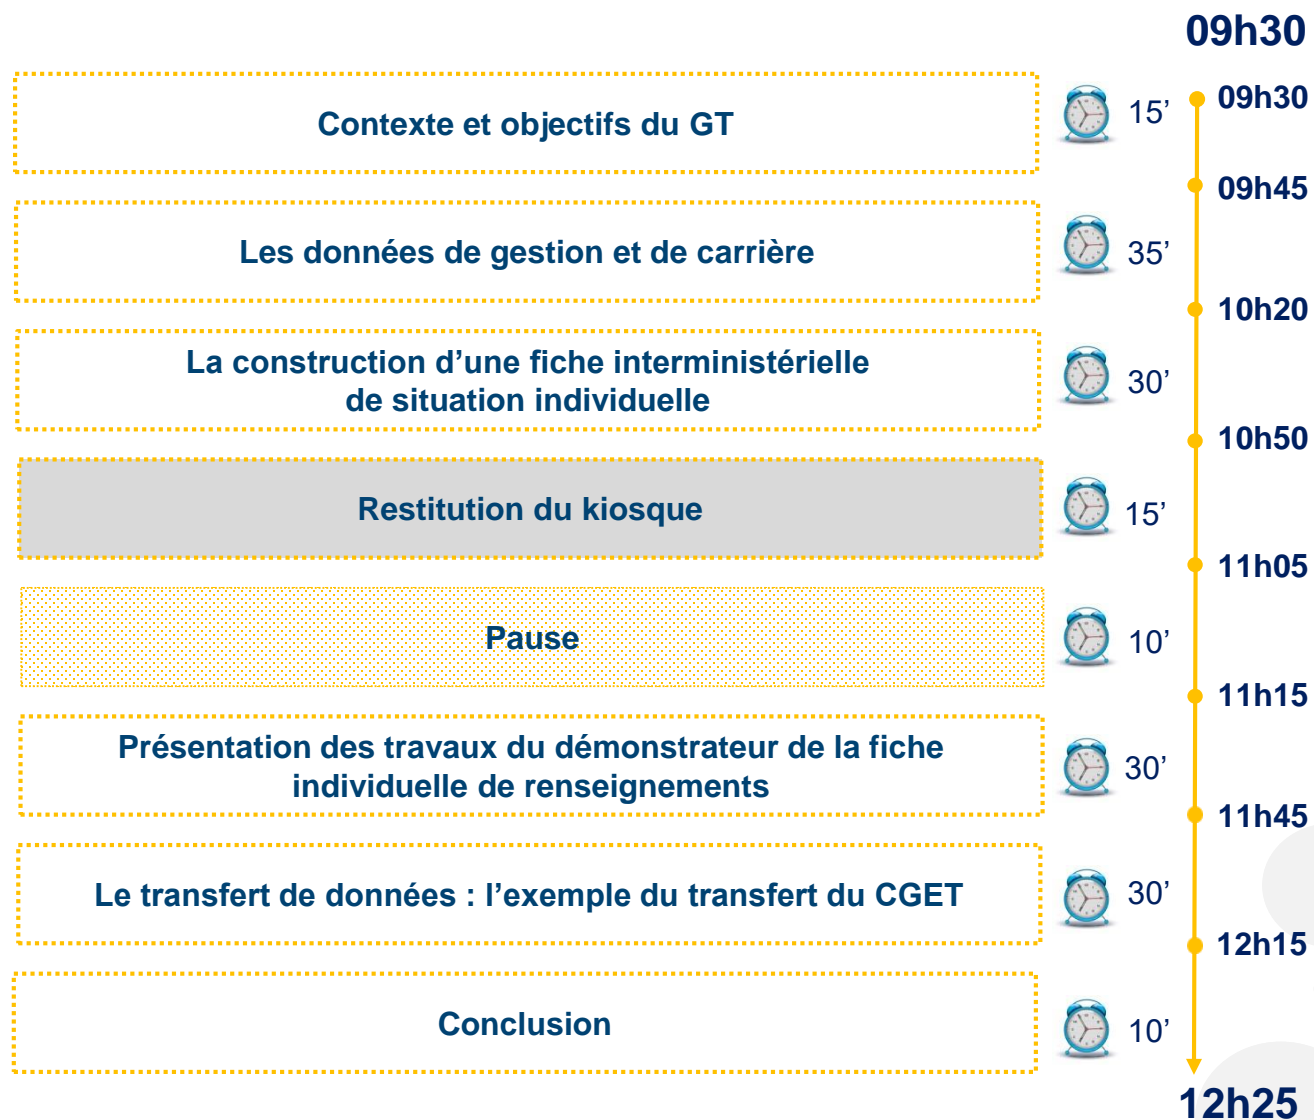 09h30
Contexte et objectifs du GT
15’
09h30
09h45
Les données de gestion et de carrière
35’
10h20
La construction d’une fiche interministérielle
de situation individuelle
30’
10h50
Restitution du kiosque
15’
11h05
Pause
10’
11h15
Présentation des travaux du démonstrateur de la fiche
individuelle de renseignements
30’
11h45
Le transfert de données : l’exemple du transfert du CGET
30’
12h15
Conclusion
10’
12h25